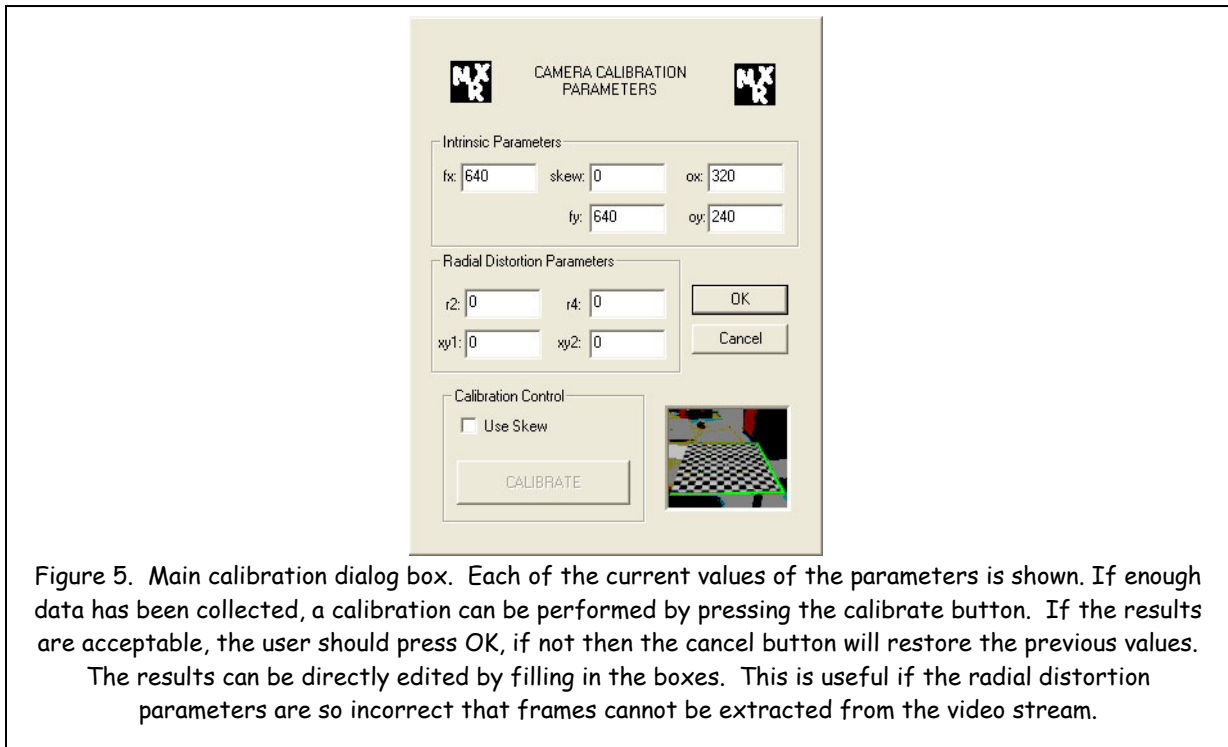 MXR
CAMERA CALIBRATION
PARAMETERS
MXR
Intrinsic Parameters
fx: 640 skew: 0 ox: 320
fy: 640 oy: 240
Radial Distortion Parameters
r2: 0 r4: 0
OK
xy1: 0 xy2: 0
Cancel
Calibration Control
Use Skew
CALIBRATE
Figure 5. Main calibration dialog box. Each of the current values of the parameters is shown. If enough
data has been collected, a calibration can be performed by pressing the calibrate button. If the results
are acceptable, the user should press OK, if not then the cancel button will restore the previous values.
The results can be directly edited by filling in the boxes. This is useful if the radial distortion
parameters are so incorrect that frames cannot be extracted from the video stream.